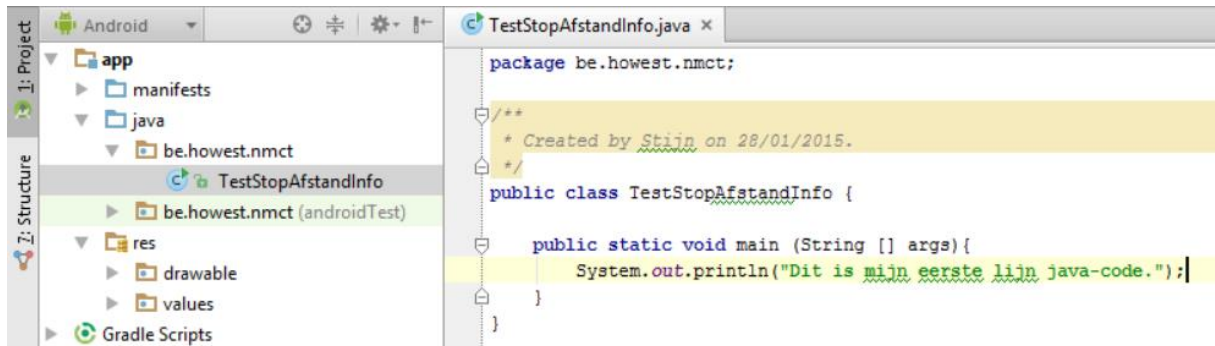 1: Project
7: Structure
Android
app
manifests
java
be.howest.nmct
TestStopAfstandInfo
be.howest.nmct (androidTest)
res
drawable
values
Gradle Scripts
TestStopAfstandInfo.java ×
package be.howest.nmct;
/**
* Created by Stijn on 28/01/2015.
*/
public class TestStopAfstandInfo {
public static void main (String [] args){
System.out.println("Dit is mijn eerste lijn java-code.");
}
}